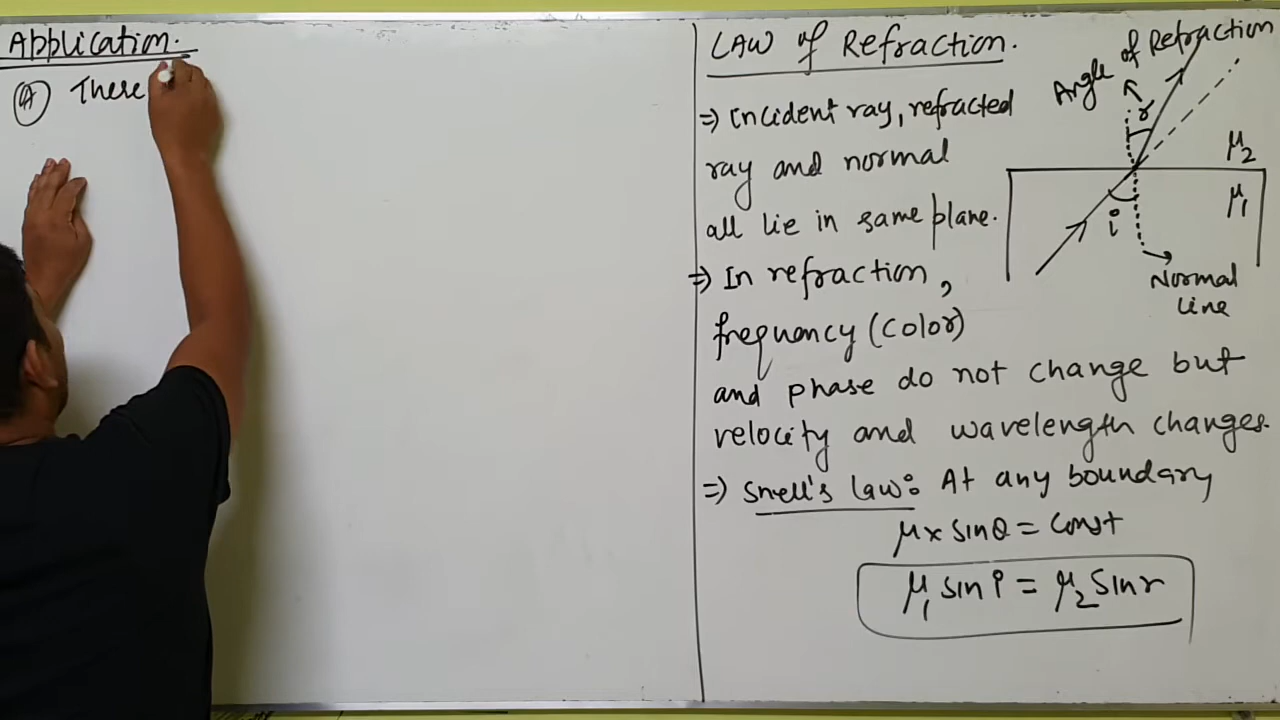 Application.
(A) There
LAW of Refraction.
⇒ Incident ray, refracted
ray and normal
all lie in same plane.
⇒ In refraction,
frequancy (color)
and phase do not change but
velocity and wavelength changes.
⇒ Snell's law: At any boundary
μ x sinθ = const
μ₁ sin i = μ₂ sin r
Angle of Refraction
r
μ₂
μ₁
i
Normal
Line